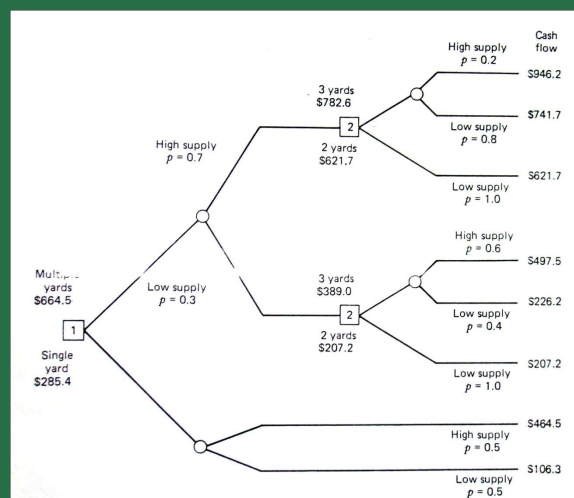 Cash
flow
High supply
p = 0.2
$946.2
3 yards
$782.6
$741.7
2
High supply
p = 0.7
Low supply
p = 0.8
2 yards
$621.7
$621.7
Low supply
p = 1.0
High supply
p = 0.6
$497.5
yards
$664.5
Low supply
p = 0.3
3 yards
$389.0
$226.2
2
1
Low supply
p = 0.4
2 yards
$207.2
$207.2
Single
yard
$285.4
Low supply
p = 1.0
$464.5
High supply
p = 0.5
$106.3
Low supply
p = 0.5